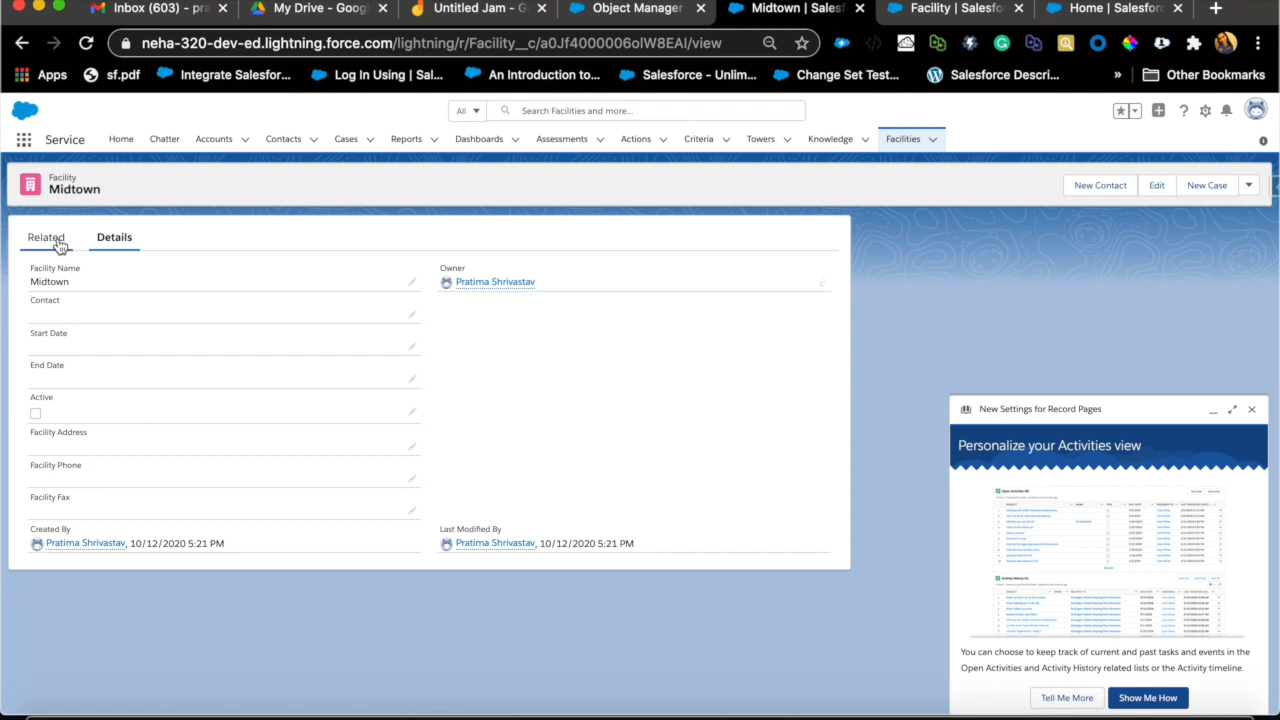 Inbox (603) - pra
My Drive - Googl
Untitled Jam - G
Object Manager
Midtown | Salesf
Facility | Salesfo
Home | Salesforc
neha-320-dev-ed.lightning.force.com/lightning/r/Facility__c/a0Jf4000006oIW8EAI/view
Apps
sf.pdf
Integrate Salesfor...
Log In Using | Sal...
An Introduction to...
Salesforce - Unlim...
Change Set Test...
Salesforce Descri...
»
Other Bookmarks
All
Search Facilities and more...
Service
Home
Chatter
Accounts
Contacts
Cases
Reports
Dashboards
Assessments
Actions
Criteria
Towers
Knowledge
Facilities
Facility
Midtown
New Contact
Edit
New Case
Related
Details
Facility Name
Midtown
Owner
Pratima Shrivastav
Contact
Start Date
End Date
Active
Facility Address
Facility Phone
Facility Fax
Created By
Pratima Shrivastav, 10/12/2020 5:21 PM
Last Modified By
Pratima Shrivastav, 10/12/2020 5:21 PM
New Settings for Record Pages
Personalize your Activities view
You can choose to keep track of current and past tasks and events in the
Open Activities and Activity History related lists or the Activity timeline.
Tell Me More
Show Me How